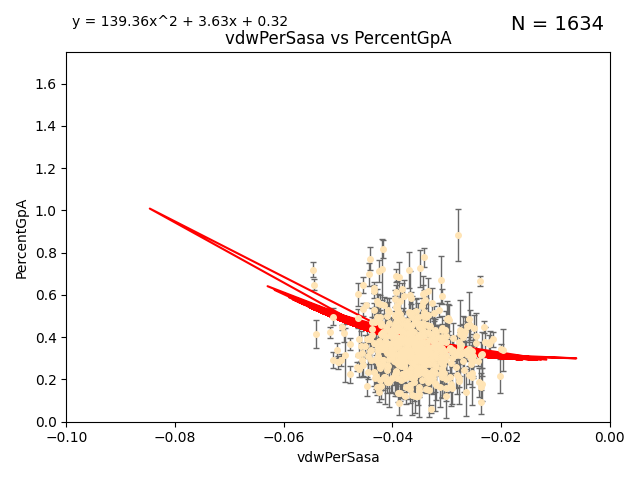 y = 139.36x^2 + 3.63x + 0.32
N = 1634
vdwPerSasa vs PercentGpA
1.6
1.4
1.2
1.0
0.8
0.6
0.4
0.2
0.0
PercentGpA
−0.10 −0.08 −0.06 −0.04 −0.02 0.00
vdwPerSasa